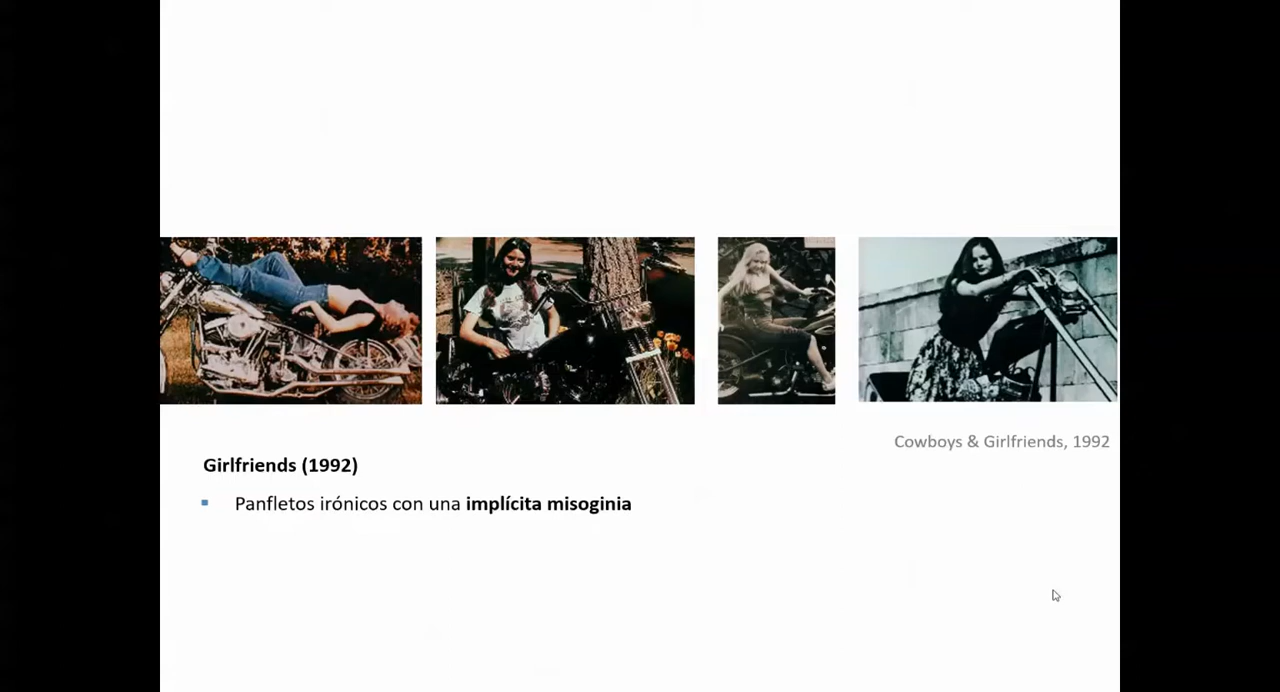 Cowboys & Girlfriends, 1992
Girlfriends (1992)
Panfletos irónicos con una implícita misoginia